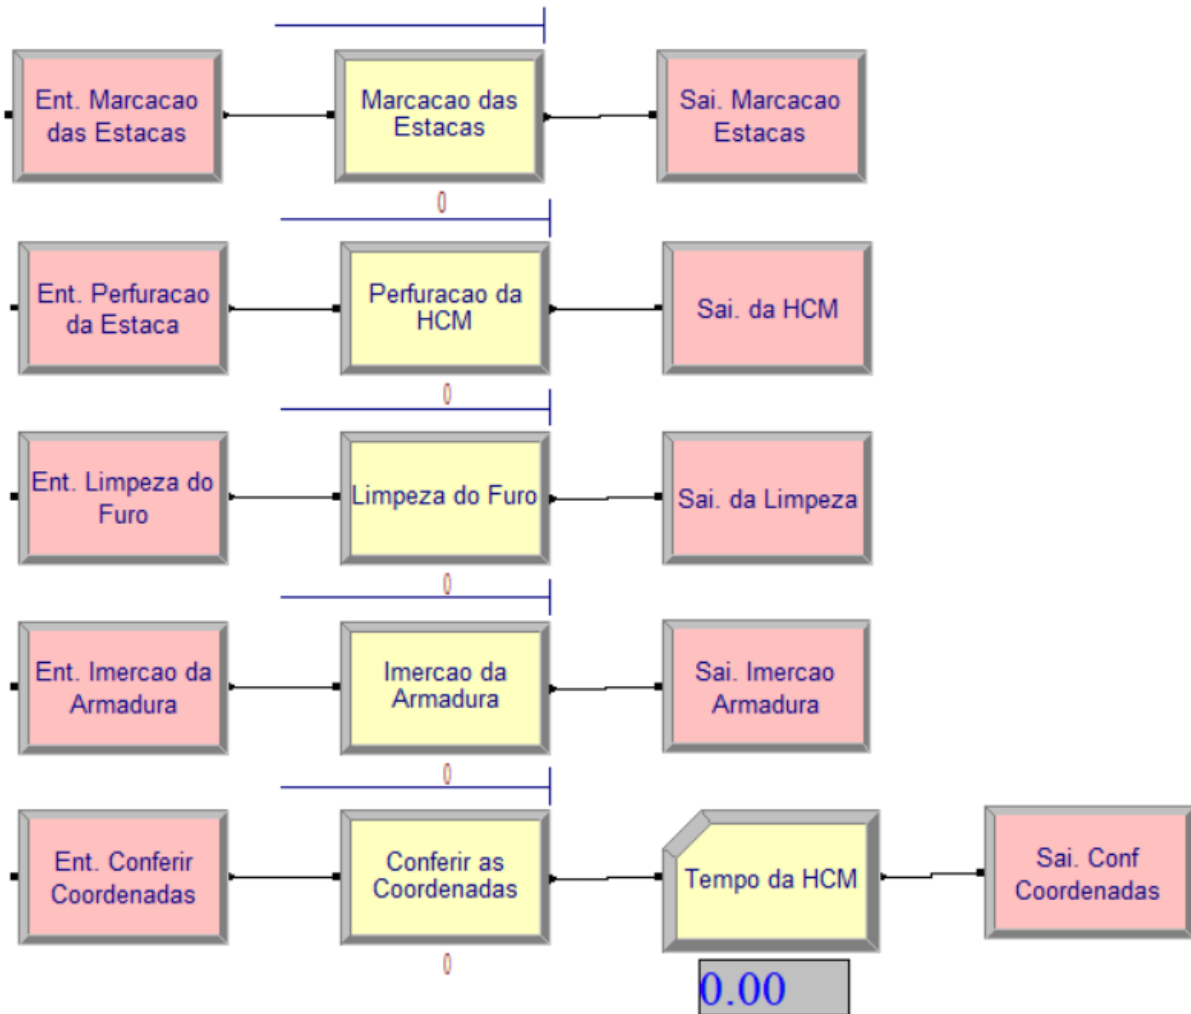 Ent. Marcacao
das Estacas
Marcacao das
Estacas
Sai. Marcacao
Estacas
0
Ent. Perfuracao
da Estaca
Perfuracao da
HCM
Sai. da HCM
0
Ent. Limpeza do
Furo
Limpeza do Furo
Sai. da Limpeza
0
Ent. Imercao da
Armadura
Imercao da
Armadura
Sai. Imercao
Armadura
0
Ent. Conferir
Coordenadas
Conferir as
Coordenadas
Tempo da HCM
Sai. Conf
Coordenadas
0
0.00